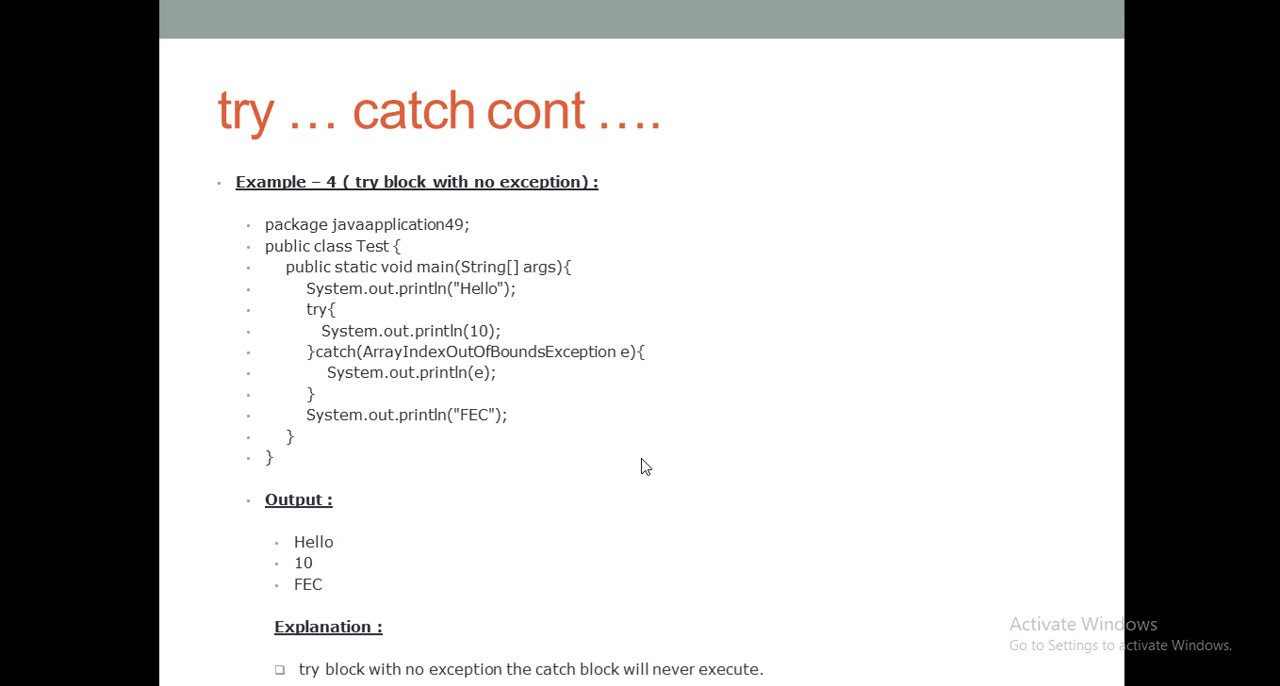 try … catch cont ….
Example – 4 ( try block with no exception) :
package javaapplication49;
public class Test {
public static void main(String[] args){
System.out.println("Hello");
try{
System.out.println(10);
}catch(ArrayIndexOutOfBoundsException e){
System.out.println(e);
}
System.out.println("FEC");
}
}
Output :
Hello
10
FEC
Explanation :
try block with no exception the catch block will never execute.
Activate Windows
Go to Settings to activate Windows.